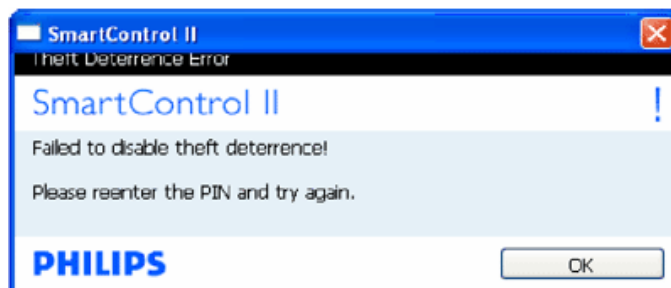 SmartControl II
Theft Deterrence Error
SmartControl II !
Failed to disable theft deterrence!
Please reenter the PIN and try again.
PHILIPS
OK